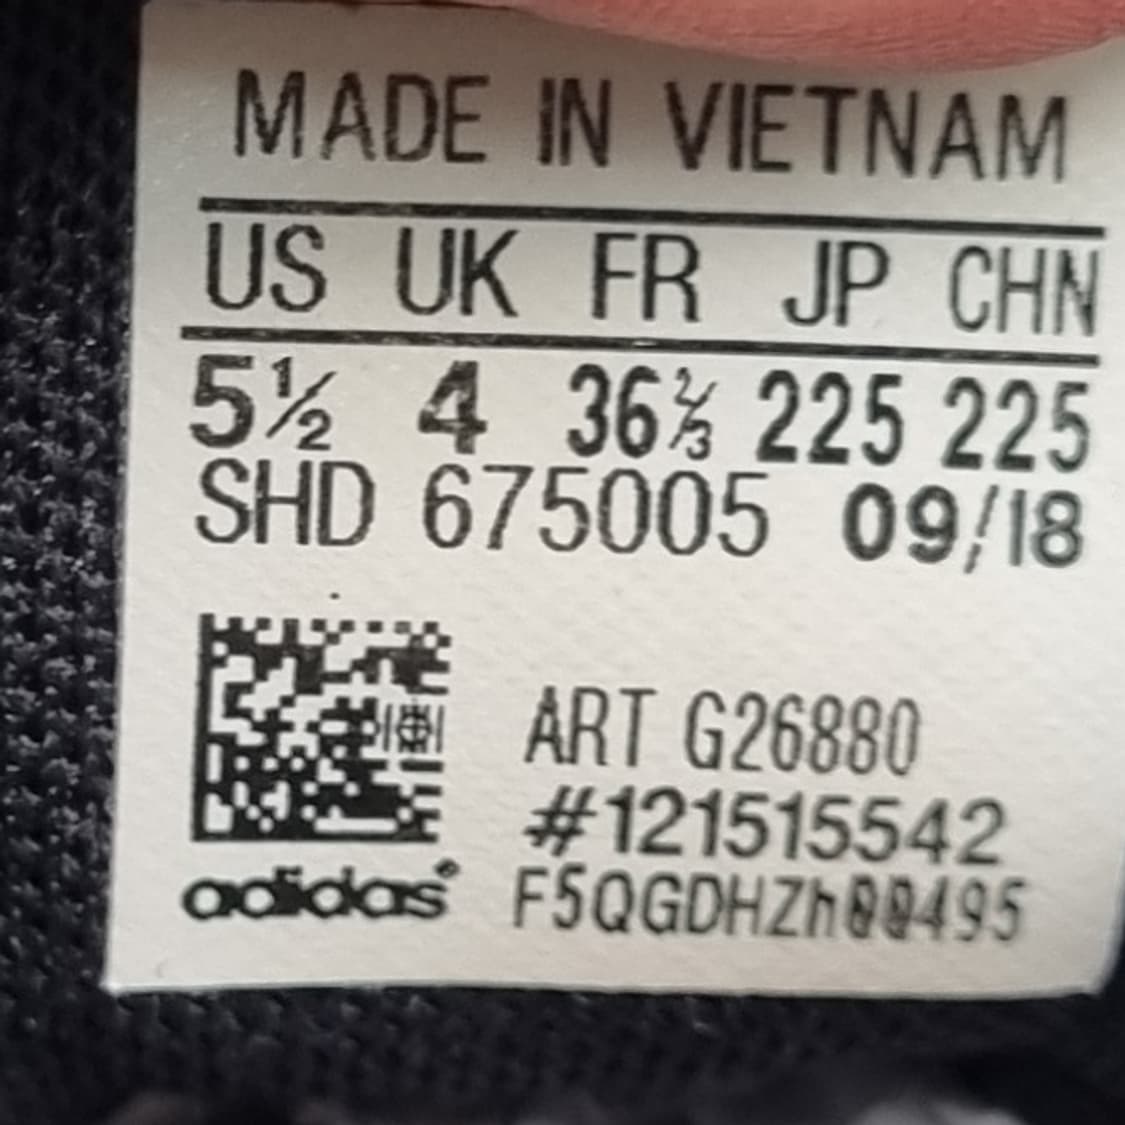 MADE IN VIETNAM
US UK FR JP CHN
5½ 4 36⅔ 225 225
SHD 675005 09/18
ART G26880
#121515542
F5QGDHZh00495
adidas